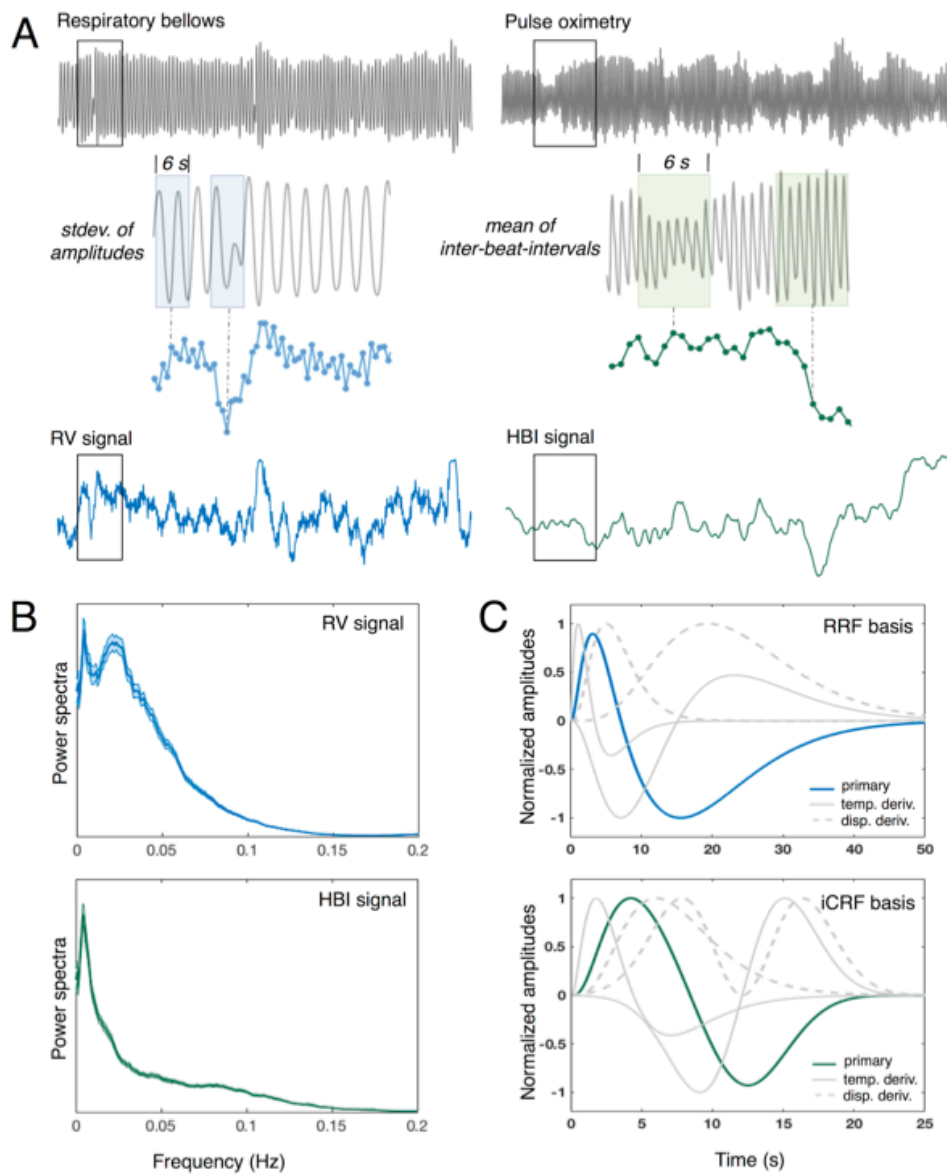 A
Respiratory bellows
Pulse oximetry
6 s
6 s
stdev. of
amplitudes
mean of
inter-beat-intervals
RV signal
HBI signal
B
RV signal
Power spectra
0
0.05
0.1
0.15
0.2
HBI signal
Power spectra
0
0.05
0.1
0.15
0.2
Frequency (Hz)
C
RRF basis
Normalized amplitudes
1
0.5
0
-0.5
-1
primary
temp. deriv.
disp. deriv.
0
10
20
30
40
50
iCRF basis
Normalized amplitudes
1
0.5
0
-0.5
-1
primary
temp. deriv.
disp. deriv.
0
5
10
15
20
25
Time (s)